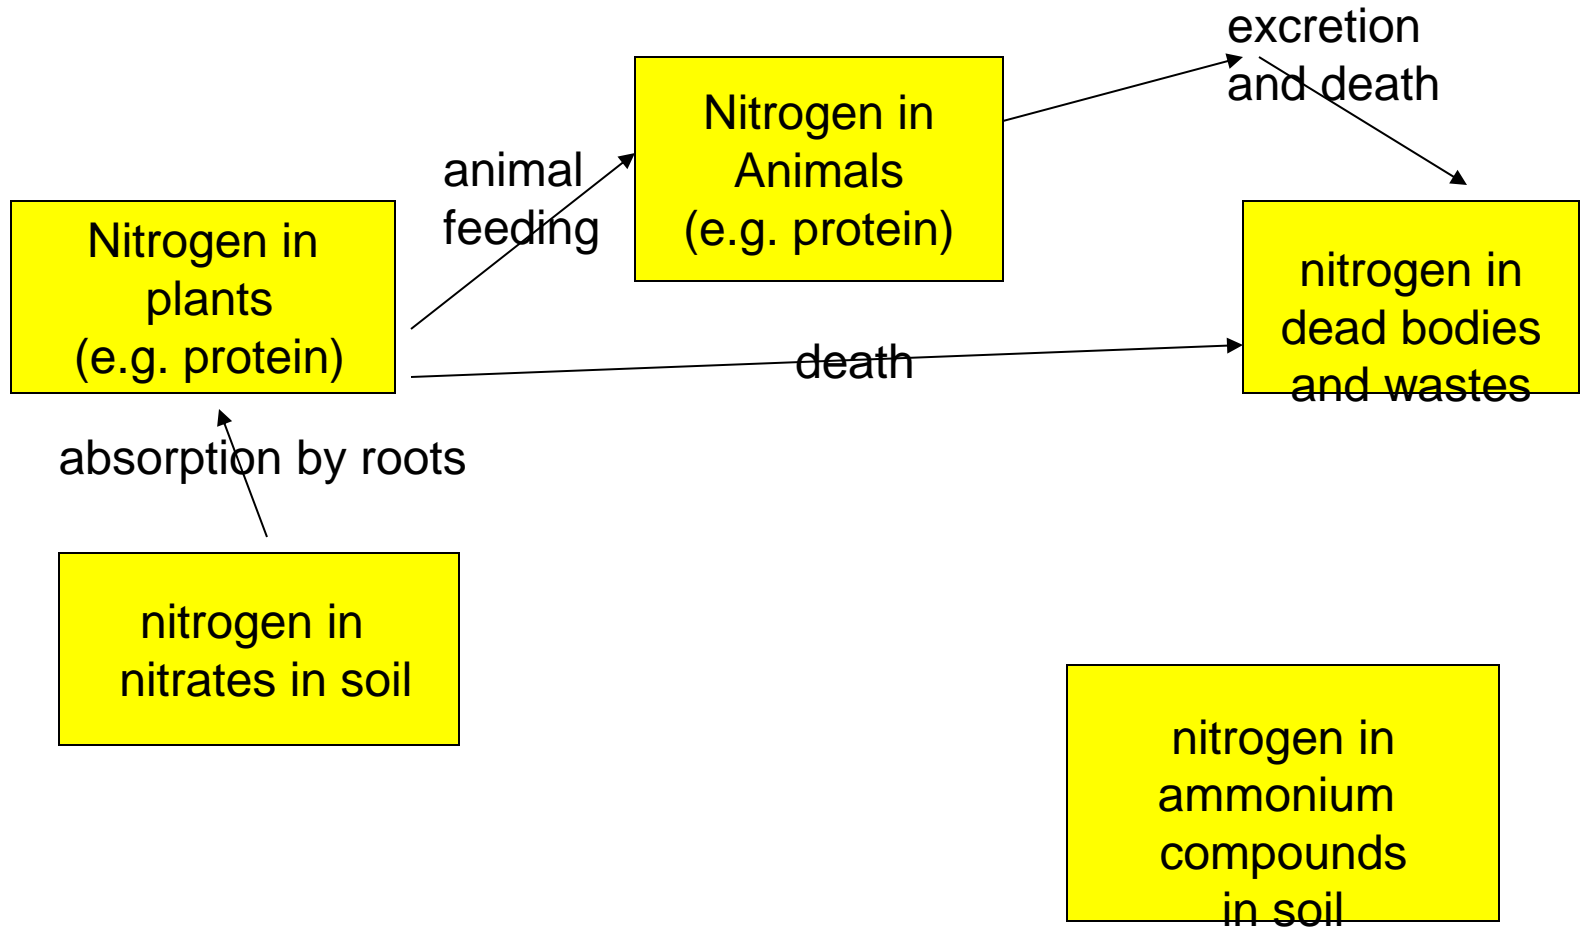 excretion
and death
Nitrogen in
Animals
(e.g. protein)
animal
feeding
Nitrogen in
plants
(e.g. protein)
nitrogen in
dead bodies
and wastes
death
absorption by roots
nitrogen in
nitrates in soil
nitrogen in
ammonium
compounds
in soil